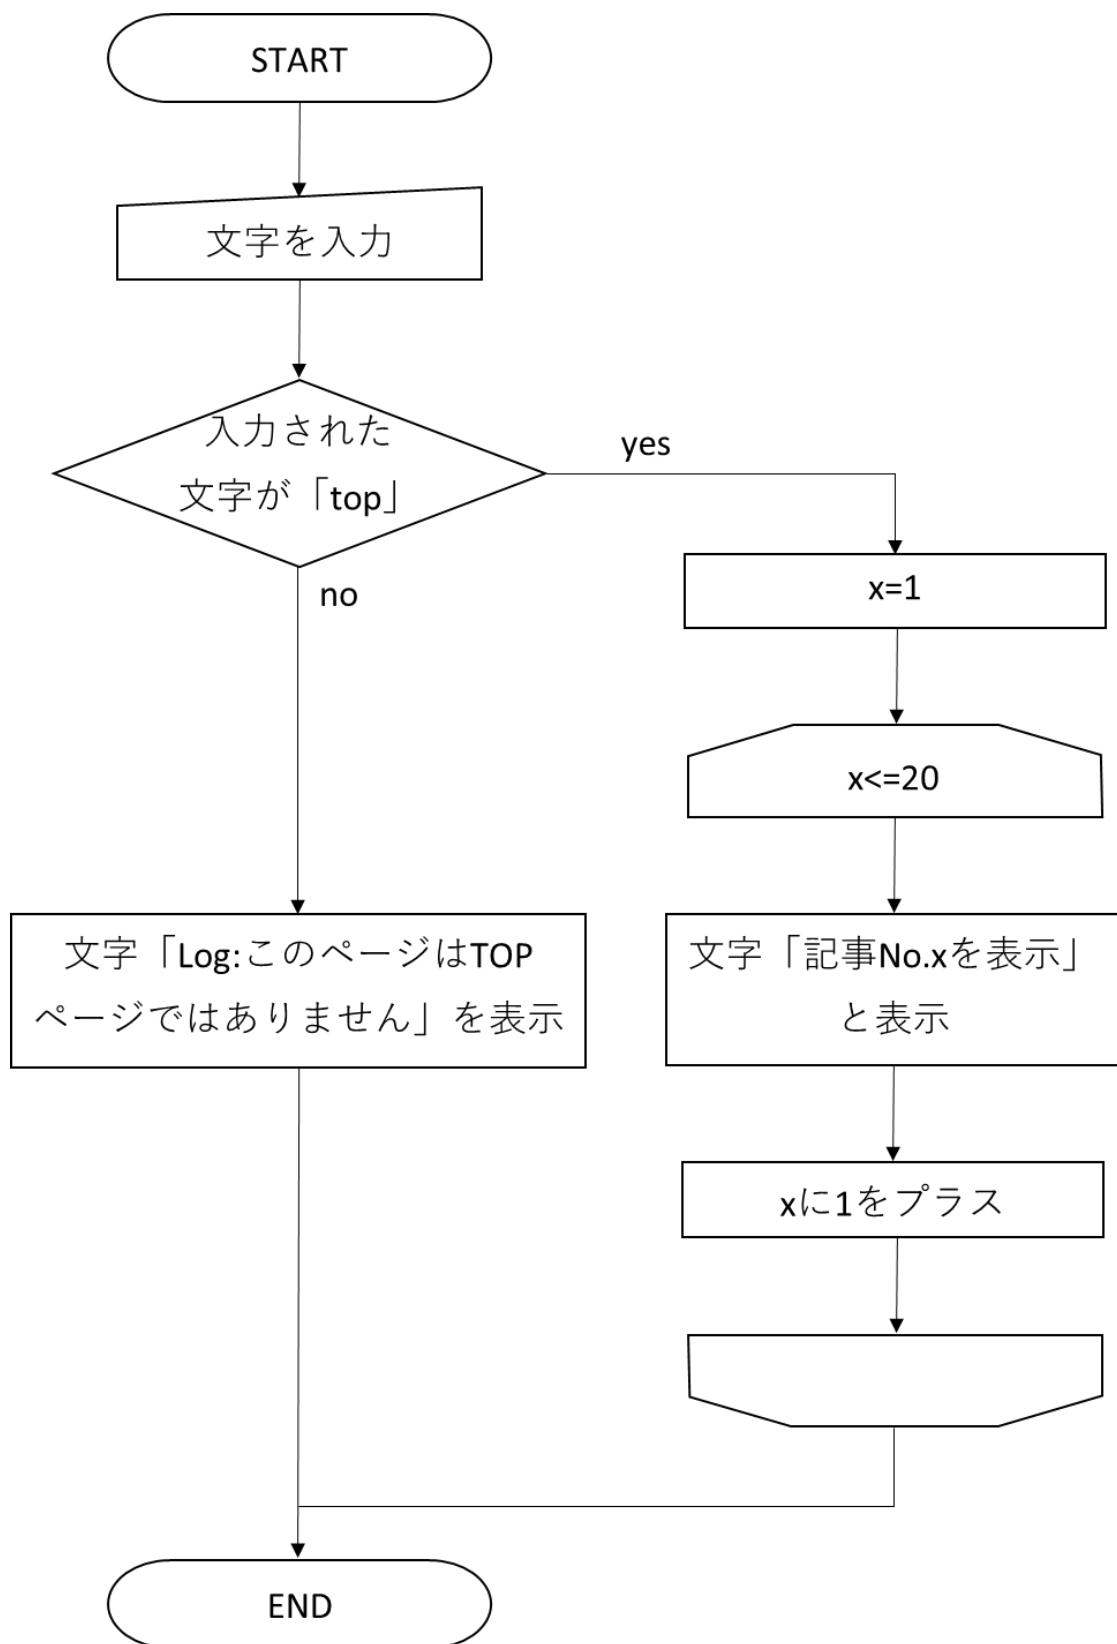 START
文字を入力
入力された
文字が「top」
yes
no
x=1
x<=20
文字「Log:このページはTOP
ページではありません」を表示
文字「記事No.xを表示」
と表示
xに1をプラス
END